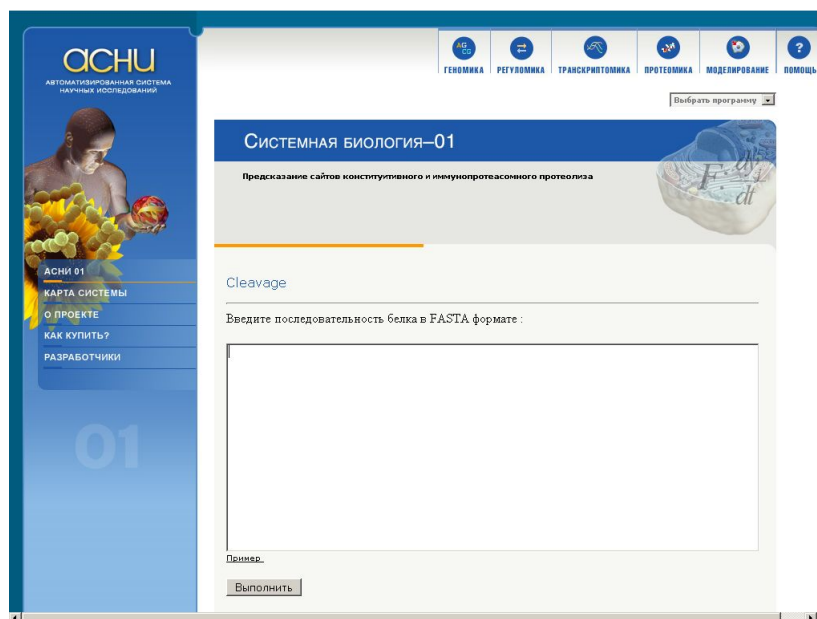 асни
АВТОМАТИЗИРОВАННАЯ СИСТЕМА
НАУЧНЫХ ИССЛЕДОВАНИЙ
AG
CG
?
ГЕНОМИКА
РЕГУЛОМИКА
ТРАНСКРИПТОМИКА
ПРОТЕОМИКА
МОДЕЛИРОВАНИЕ
ПОМОЩЬ
Выбрать программу
СИСТЕМНАЯ БИОЛОГИЯ–01
Предсказание сайтов конститутивного и иммунопротеасомного протеолиза
АСНИ 01
КАРТА СИСТЕМЫ
О ПРОЕКТЕ
КАК КУПИТЬ?
РАЗРАБОТЧИКИ
01
Cleavage
Введите последовательность белка в FASTA формате :
Пример.
Выполнить